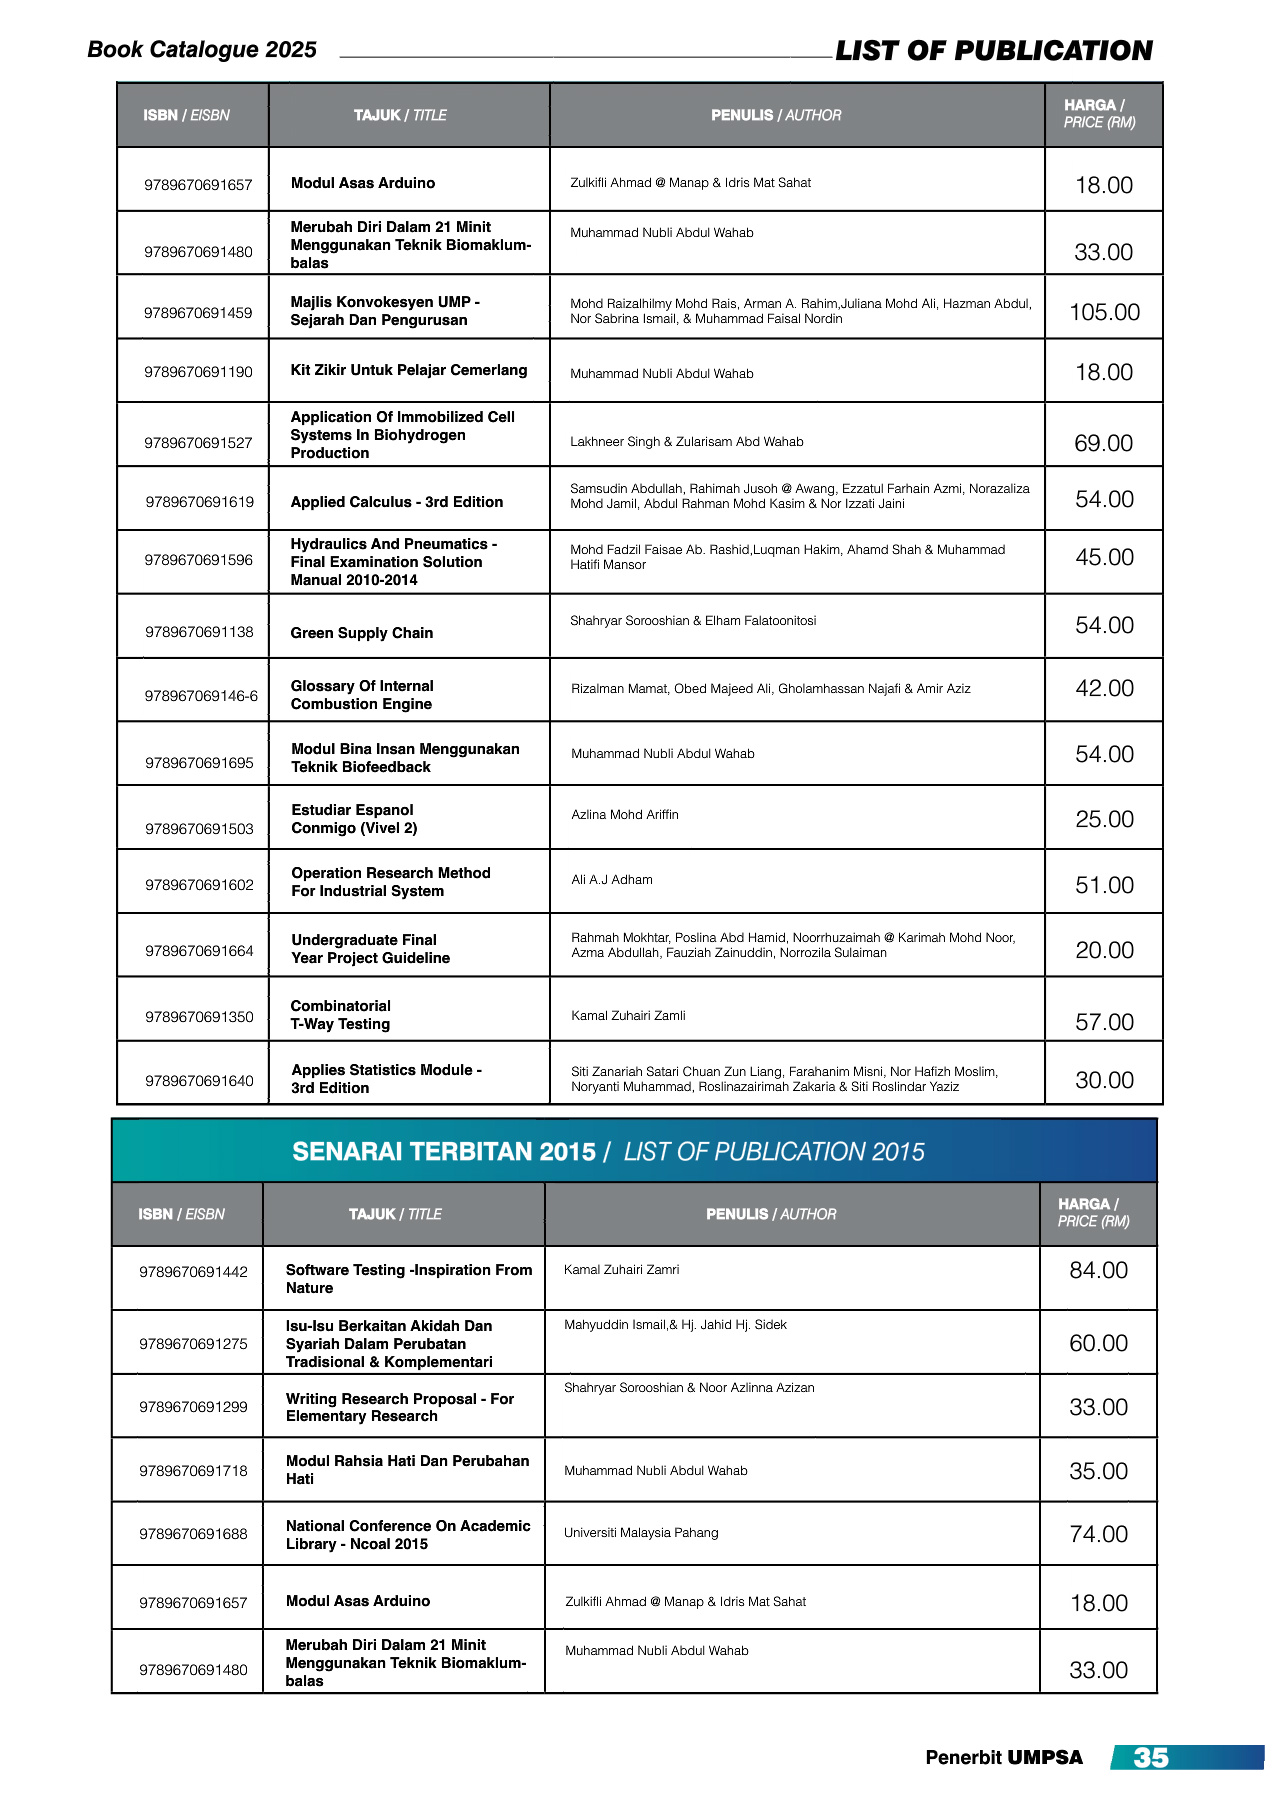 Book Catalogue 2025 LIST OF PUBLICATION
ISBN / EISBN TAJUK / TITLE PENULIS / AUTHOR HARGA /
PRICE (RM)
9789670691657 Modul Asas Arduino Zulkifli Ahmad @ Manap & Idris Mat Sahat 18.00
Merubah Diri Dalam 21 Minit
Menggunakan Teknik Biomaklum-
balas
9789670691480 Muhammad Nubli Abdul Wahab 33.00
9789670691459 Majlis Konvokesyen UMP -
Sejarah Dan Pengurusan
Mohd Raizalhilmy Mohd Rais, Arman A. Rahim,Juliana Mohd Ali, Hazman Abdul,
Nor Sabrina Ismail, & Muhammad Faisal Nordin
105.00
9789670691190 Kit Zikir Untuk Pelajar Cemerlang Muhammad Nubli Abdul Wahab 18.00
9789670691527 Application Of Immobilized Cell
Systems In Biohydrogen
Production
Lakhneer Singh & Zularisam Abd Wahab 69.00
9789670691619 Applied Calculus - 3rd Edition
Samsudin Abdullah, Rahimah Jusoh @ Awang, Ezzatul Farhain Azmi, Norazaliza
Mohd Jamil, Abdul Rahman Mohd Kasim & Nor Izzati Jaini
54.00
9789670691596 Hydraulics And Pneumatics -
Final Examination Solution
Manual 2010-2014
Mohd Fadzil Faisae Ab. Rashid,Luqman Hakim, Ahamd Shah & Muhammad
Hatifi Mansor
45.00
9789670691138 Green Supply Chain Shahryar Sorooshian & Elham Falatoonitosi 54.00
978967069146-6 Glossary Of Internal
Combustion Engine
Rizalman Mamat, Obed Majeed Ali, Gholamhassan Najafi & Amir Aziz 42.00
9789670691695 Modul Bina Insan Menggunakan
Teknik Biofeedback
Muhammad Nubli Abdul Wahab 54.00
9789670691503 Estudiar Espanol
Conmigo (Vivel 2)
Azlina Mohd Ariffin 25.00
9789670691602 Operation Research Method
For Industrial System
Ali A.J Adham 51.00
9789670691664 Undergraduate Final
Year Project Guideline
Rahmah Mokhtar, Poslina Abd Hamid, Noorrhuzaimah @ Karimah Mohd Noor,
Azma Abdullah, Fauziah Zainuddin, Norrozila Sulaiman
20.00
9789670691350 Combinatorial
T-Way Testing
Kamal Zuhairi Zamli 57.00
9789670691640 Applies Statistics Module -
3rd Edition
Siti Zanariah Satari Chuan Zun Liang, Farahanim Misni, Nor Hafizh Moslim,
Noryanti Muhammad, Roslinazairimah Zakaria & Siti Roslindar Yaziz
30.00
SENARAI TERBITAN 2015 / LIST OF PUBLICATION 2015
ISBN / EISBN TAJUK / TITLE PENULIS / AUTHOR HARGA /
PRICE (RM)
9789670691442 Software Testing -Inspiration From
Nature
Kamal Zuhairi Zamri 84.00
9789670691275 Isu-Isu Berkaitan Akidah Dan
Syariah Dalam Perubatan
Tradisional & Komplementari
Mahyuddin Ismail,& Hj. Jahid Hj. Sidek 60.00
9789670691299 Writing Research Proposal - For
Elementary Research
Shahryar Sorooshian & Noor Azlinna Azizan 33.00
9789670691718 Modul Rahsia Hati Dan Perubahan
Hati
Muhammad Nubli Abdul Wahab 35.00
9789670691688 National Conference On Academic
Library - Ncoal 2015
Universiti Malaysia Pahang 74.00
9789670691657 Modul Asas Arduino Zulkifli Ahmad @ Manap & Idris Mat Sahat 18.00
9789670691480 Merubah Diri Dalam 21 Minit
Menggunakan Teknik Biomaklum-
balas
Muhammad Nubli Abdul Wahab 33.00
Penerbit UMPSA 35